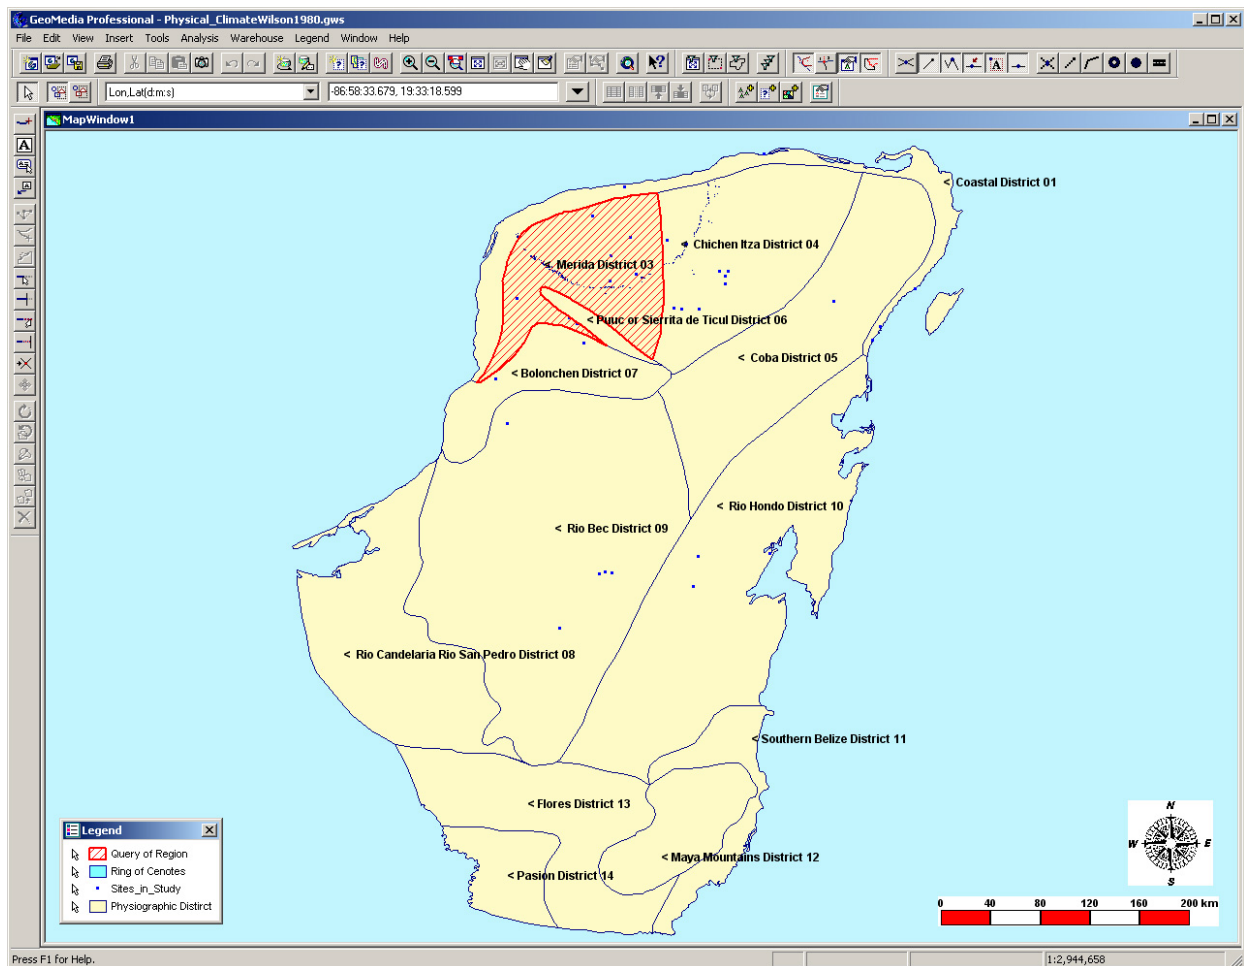 GeoMedia Professional - Physical_ClimateWilson1980.gws
File Edit View Insert Tools Analysis Warehouse Legend Window Help
Lon,Lat(d:m:s) -86:58:33.679, 19:33:18.599
MapWindow1
< Coastal District 01
< Chichen Itza District 04
< Merida District 03
< Puuc or Sierrita de Ticul District 06
< Coba District 05
< Bolonchen District 07
< Rio Hondo District 10
< Rio Bec District 09
< Rio Candelaria Rio San Pedro District 08
< Southern Belize District 11
< Flores District 13
< Maya Mountains District 12
< Pasion District 14
Legend
Query of Region
Ring of Cenotes
Sites_in_Study
Physiographic Distirct
N
W E
S
0 40 80 120 160 200 km
Press F1 for Help.
1:2,944,658